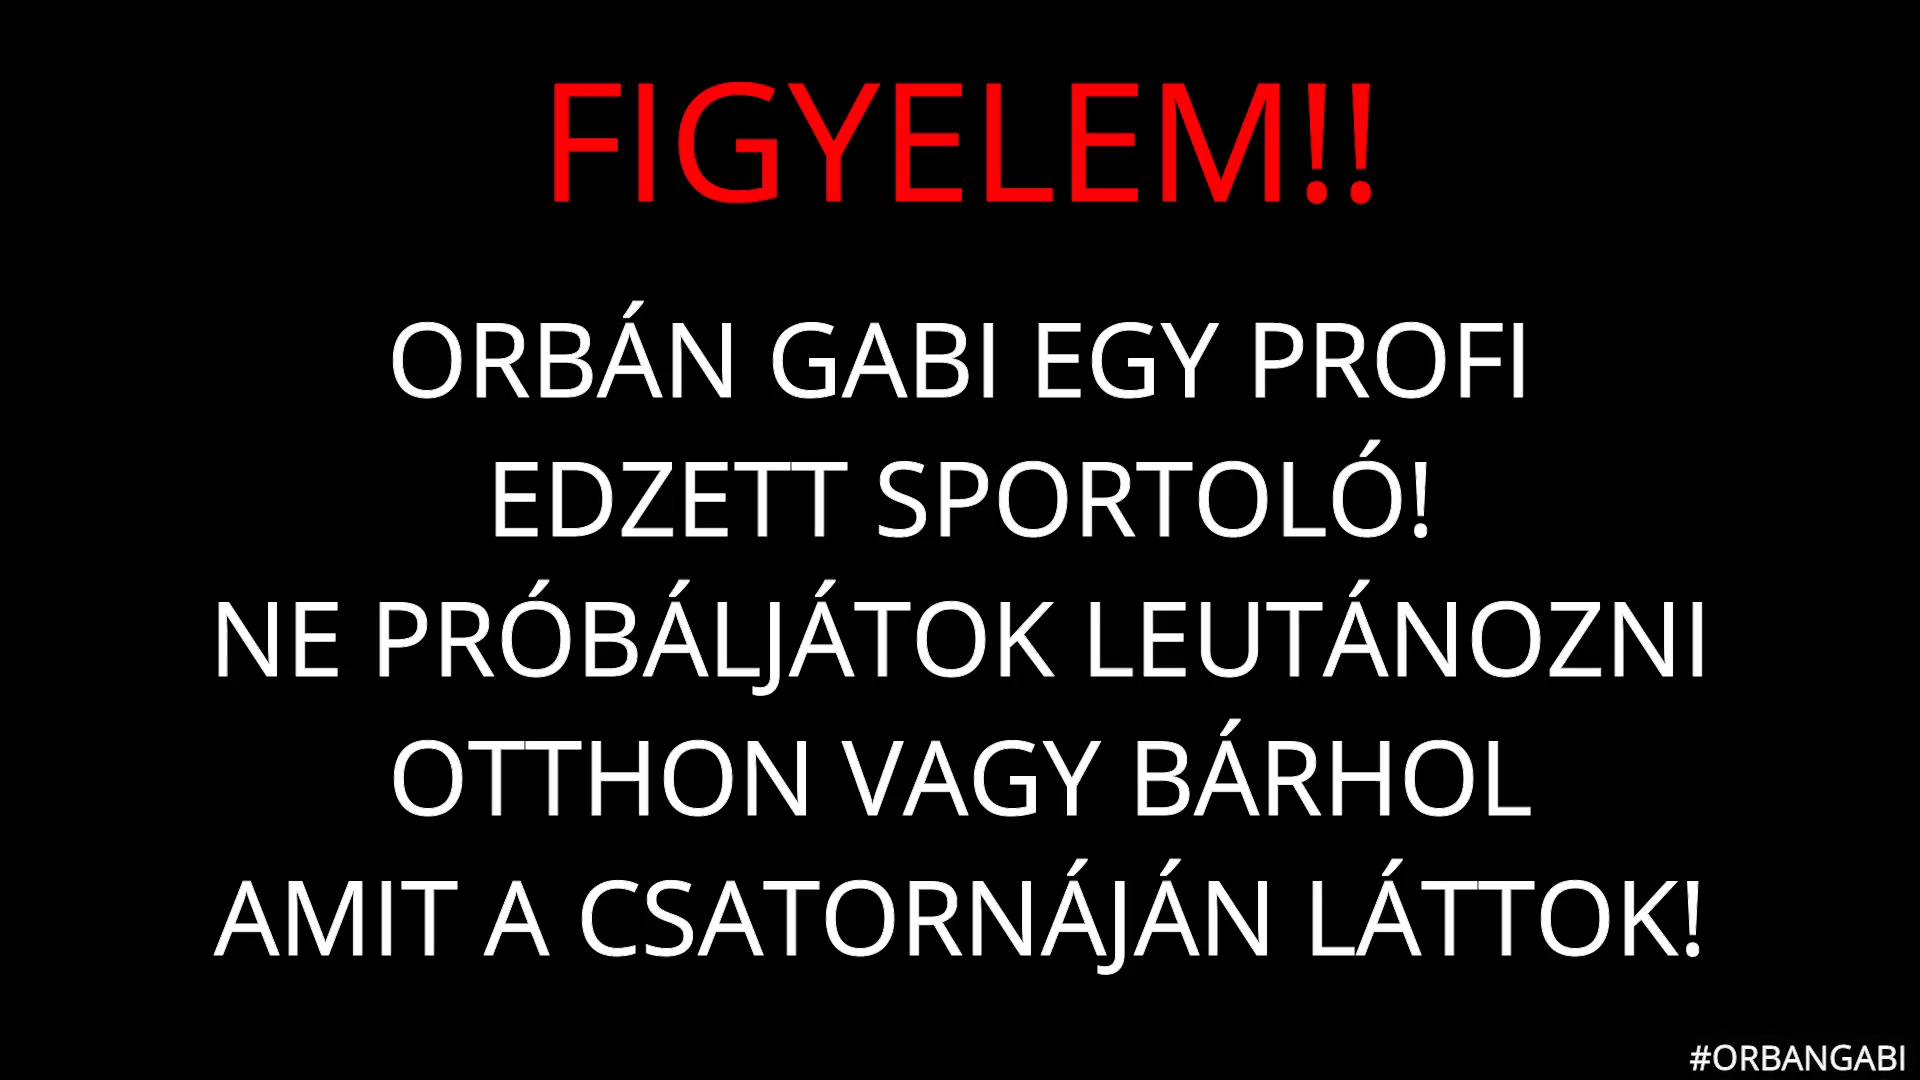 FIGYELEM!!
ORBÁN GABI EGY PROFI
EDZETT SPORTOLÓ!
NE PRÓBÁLJÁTOK LEUTÁNOZNI
OTTHON VAGY BÁRHOL
AMIT A CSATORNÁJÁN LÁTTOK!
#ORBANGABI